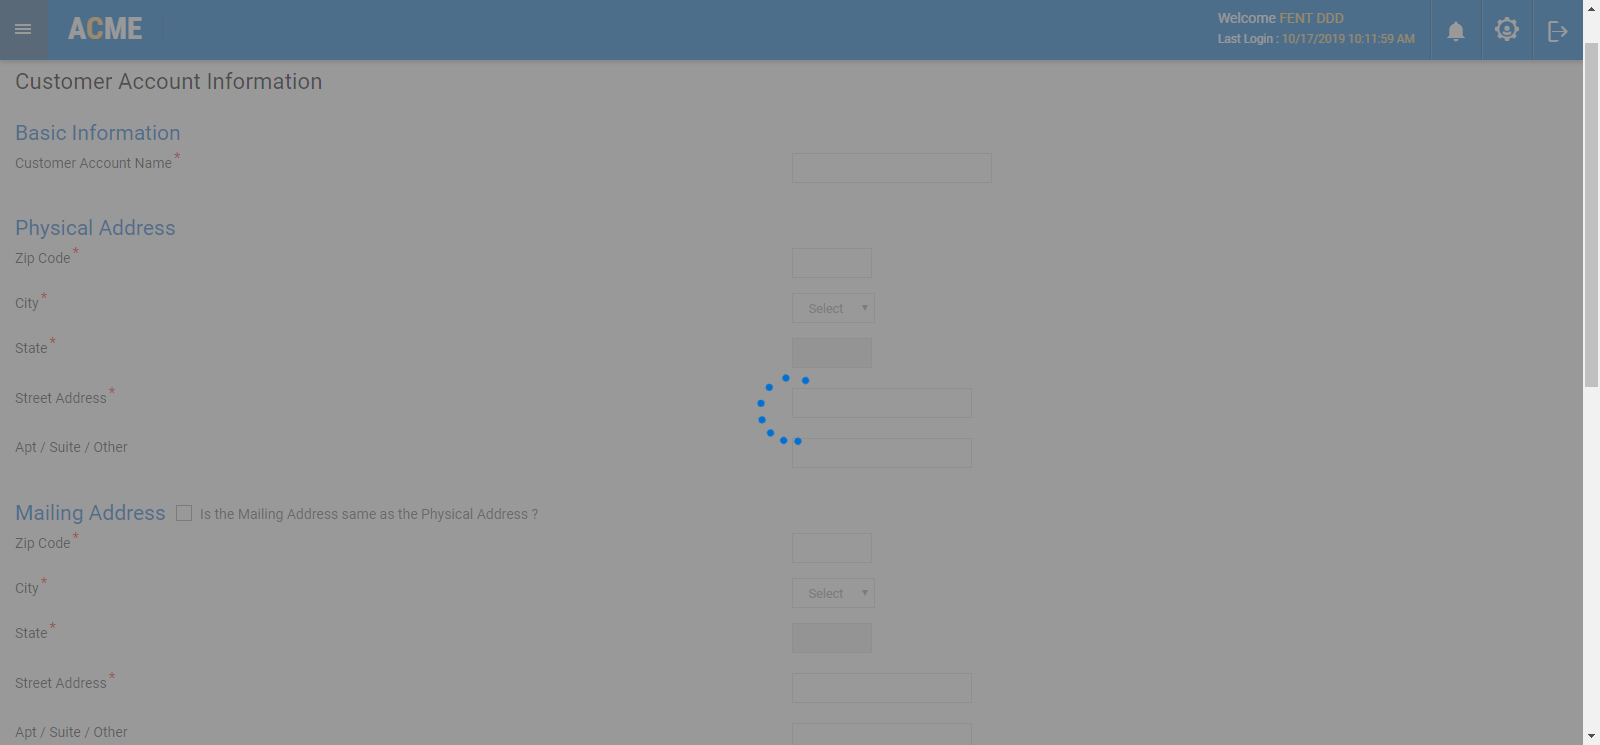 ACME
Welcome FENT DDD
Last Login : 10/17/2019 10:11:59 AM
Customer Account Information
Basic Information
Customer Account Name*
Physical Address
Zip Code*
City*
Select
State*
Street Address*
Apt / Suite / Other
Mailing Address Is the Mailing Address same as the Physical Address ?
Zip Code*
City*
Select
State*
Street Address*
Apt / Suite / Other